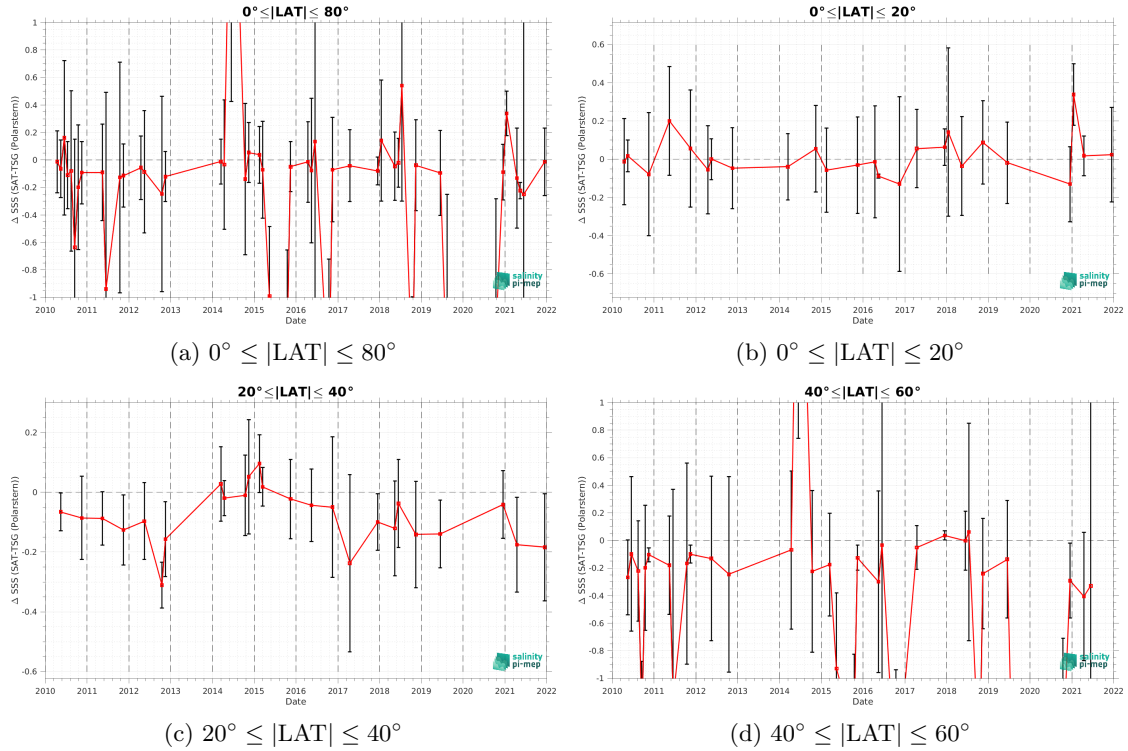 0°≤|LAT|≤ 80°
Δ SSS (SAT-TSG (Polarstern))
1
0.8
0.6
0.4
0.2
0
-0.2
-0.4
-0.6
-0.8
-1
2010 2011 2012 2013 2014 2015 2016 2017 2018 2019 2020 2021 2022
Date
salinity
pi-mep
(a) 0° ≤ |LAT| ≤ 80°
0°≤|LAT|≤ 20°
Δ SSS (SAT-TSG (Polarstern))
0.6
0.4
0.2
0
-0.2
-0.4
-0.6
2010 2011 2012 2013 2014 2015 2016 2017 2018 2019 2020 2021 2022
Date
salinity
pi-mep
(b) 0° ≤ |LAT| ≤ 20°
20°≤|LAT|≤ 40°
Δ SSS (SAT-TSG (Polarstern))
0.2
0
-0.2
-0.4
-0.6
2010 2011 2012 2013 2014 2015 2016 2017 2018 2019 2020 2021 2022
Date
salinity
pi-mep
(c) 20° ≤ |LAT| ≤ 40°
40°≤|LAT|≤ 60°
Δ SSS (SAT-TSG (Polarstern))
1
0.8
0.6
0.4
0.2
0
-0.2
-0.4
-0.6
-0.8
-1
2010 2011 2012 2013 2014 2015 2016 2017 2018 2019 2020 2021 2022
Date
salinity
pi-mep
(d) 40° ≤ |LAT| ≤ 60°